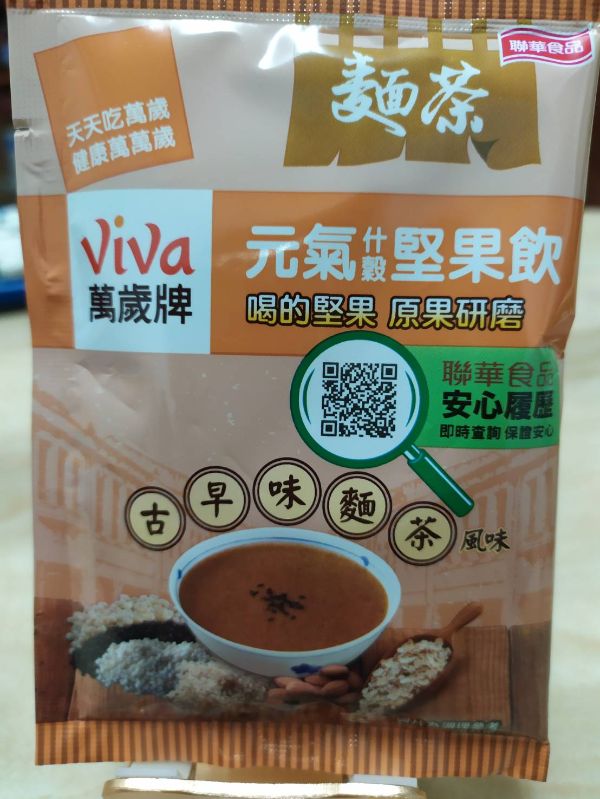 聯華食品
麵茶
天天吃萬歲
健康萬萬歲
viva
萬歲牌
元氣什穀堅果飲
喝的堅果 原果研磨
聯華食品
安心履歷
即時查詢 保證安心
古早味麵茶風味